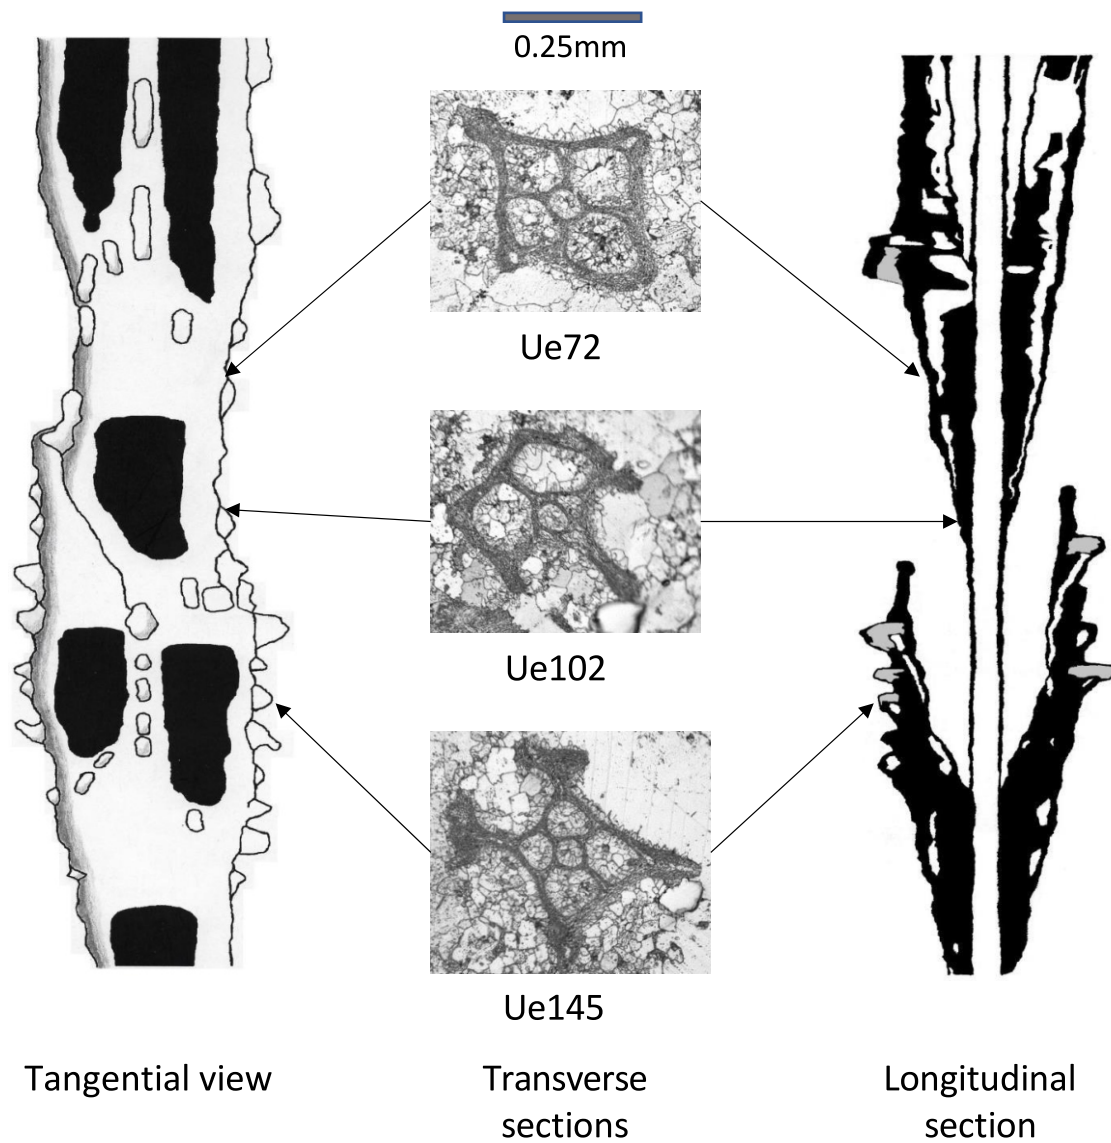 0.25mm
Ue72
Ue102
Ue145
Tangential view
Transverse
sections
Longitudinal
section